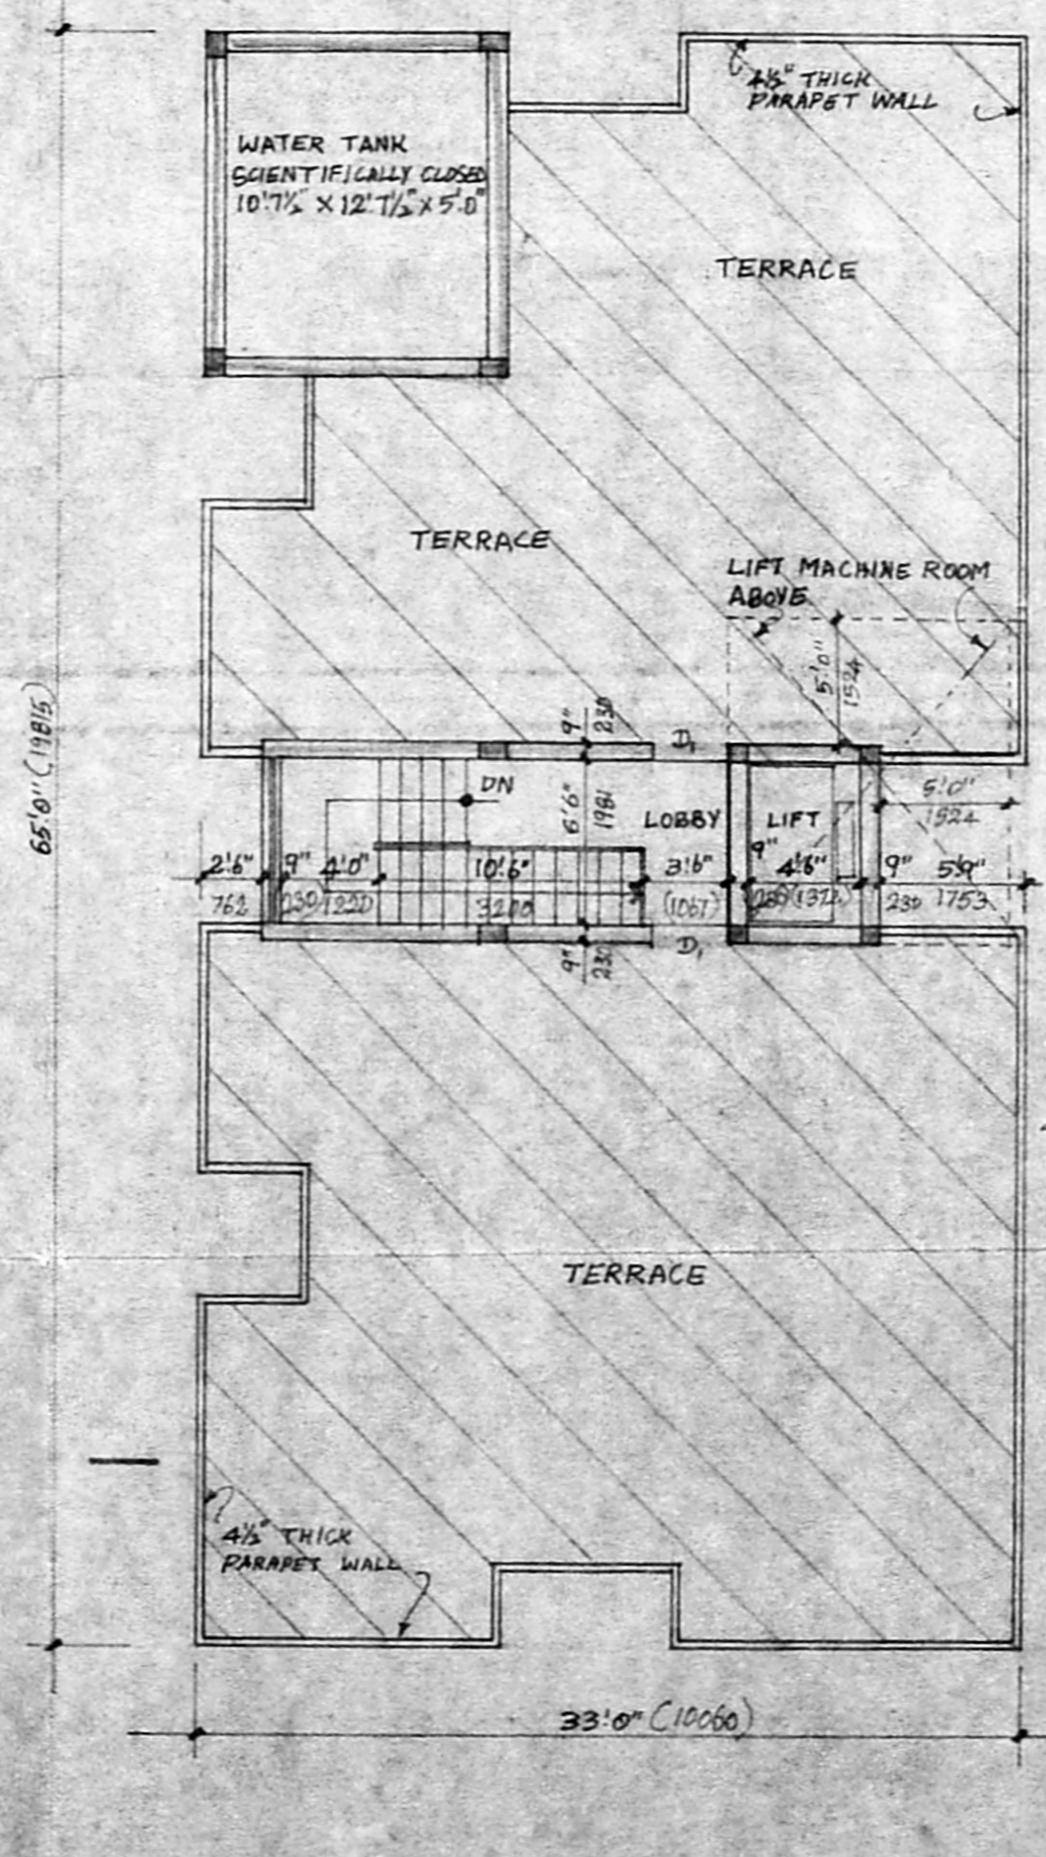 4½" THICK
PARAPET WALL
WATER TANK
SCIENTIFICALLY CLOSED
10'.7½" X 12'.7½" X 5'.0"
TERRACE
TERRACE
LIFT MACHINE ROOM
ABOVE
5'.0"
1524
65'.0" (19815)
9"
230
D,
DN
6'.6"
1981
LOBBY
LIFT
5'.0"
1524
2'.6" 9" 4'.0" 10'.6" 3'.6" 9" 4'.6" 9" 5'.9"
762 230 1220 3200 (1067) 230 (1372) 230 1753
9"
230
D,
TERRACE
4½" THICK
PARAPET WALL
33'.0" (10060)